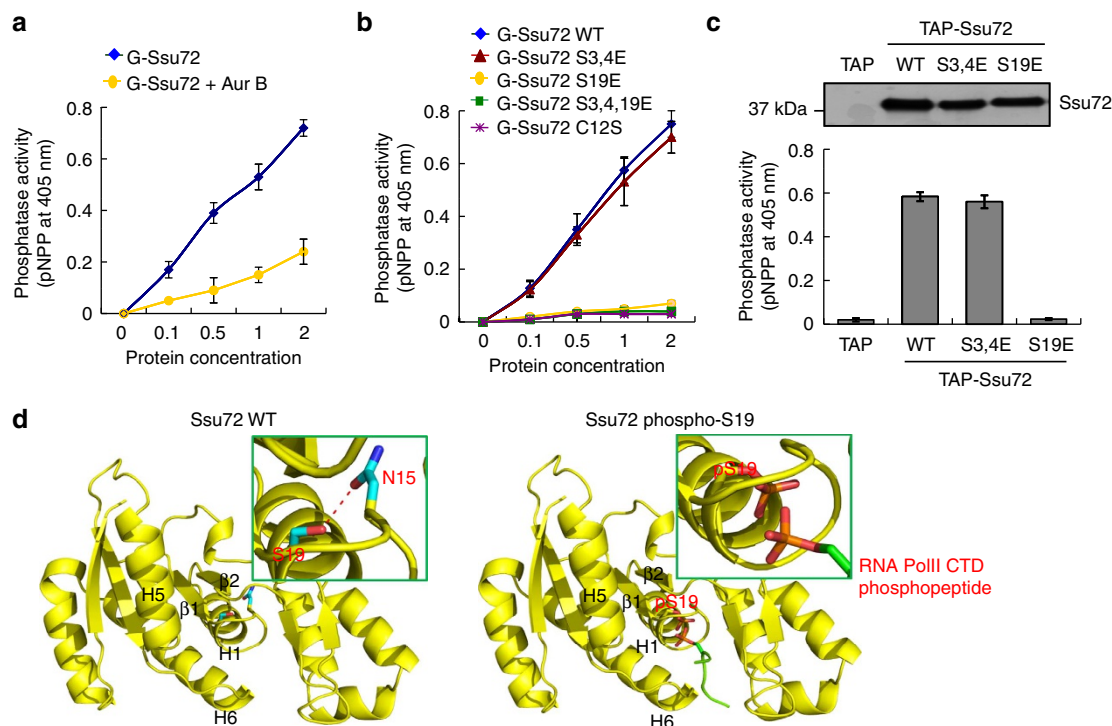 a
G-Ssu72
G-Ssu72 + Aur B
Phosphatase activity
(pNPP at 405 nm)
0.8
0.6
0.4
0.2
0
0 0.1 0.5 1 2
Protein concentration
b
G-Ssu72 WT
G-Ssu72 S3,4E
G-Ssu72 S19E
G-Ssu72 S3,4,19E
G-Ssu72 C12S
Phosphatase activity
(pNPP at 405 nm)
0.8
0.6
0.4
0.2
0
0 0.1 0.5 1 2
Protein concentration
c
TAP-Ssu72
TAP WT S3,4E S19E
37 kDa
Ssu72
Phosphatase activity
(pNPP at 405 nm)
0.8
0.6
0.4
0.2
0
TAP WT S3,4E S19E
TAP-Ssu72
d
Ssu72 WT
N15
S19
β2
H5
β1
H1
H6
Ssu72 phospho-S19
pS19
RNA PolII CTD
phosphopeptide
β2
H5
β1
pS19
H1
H6